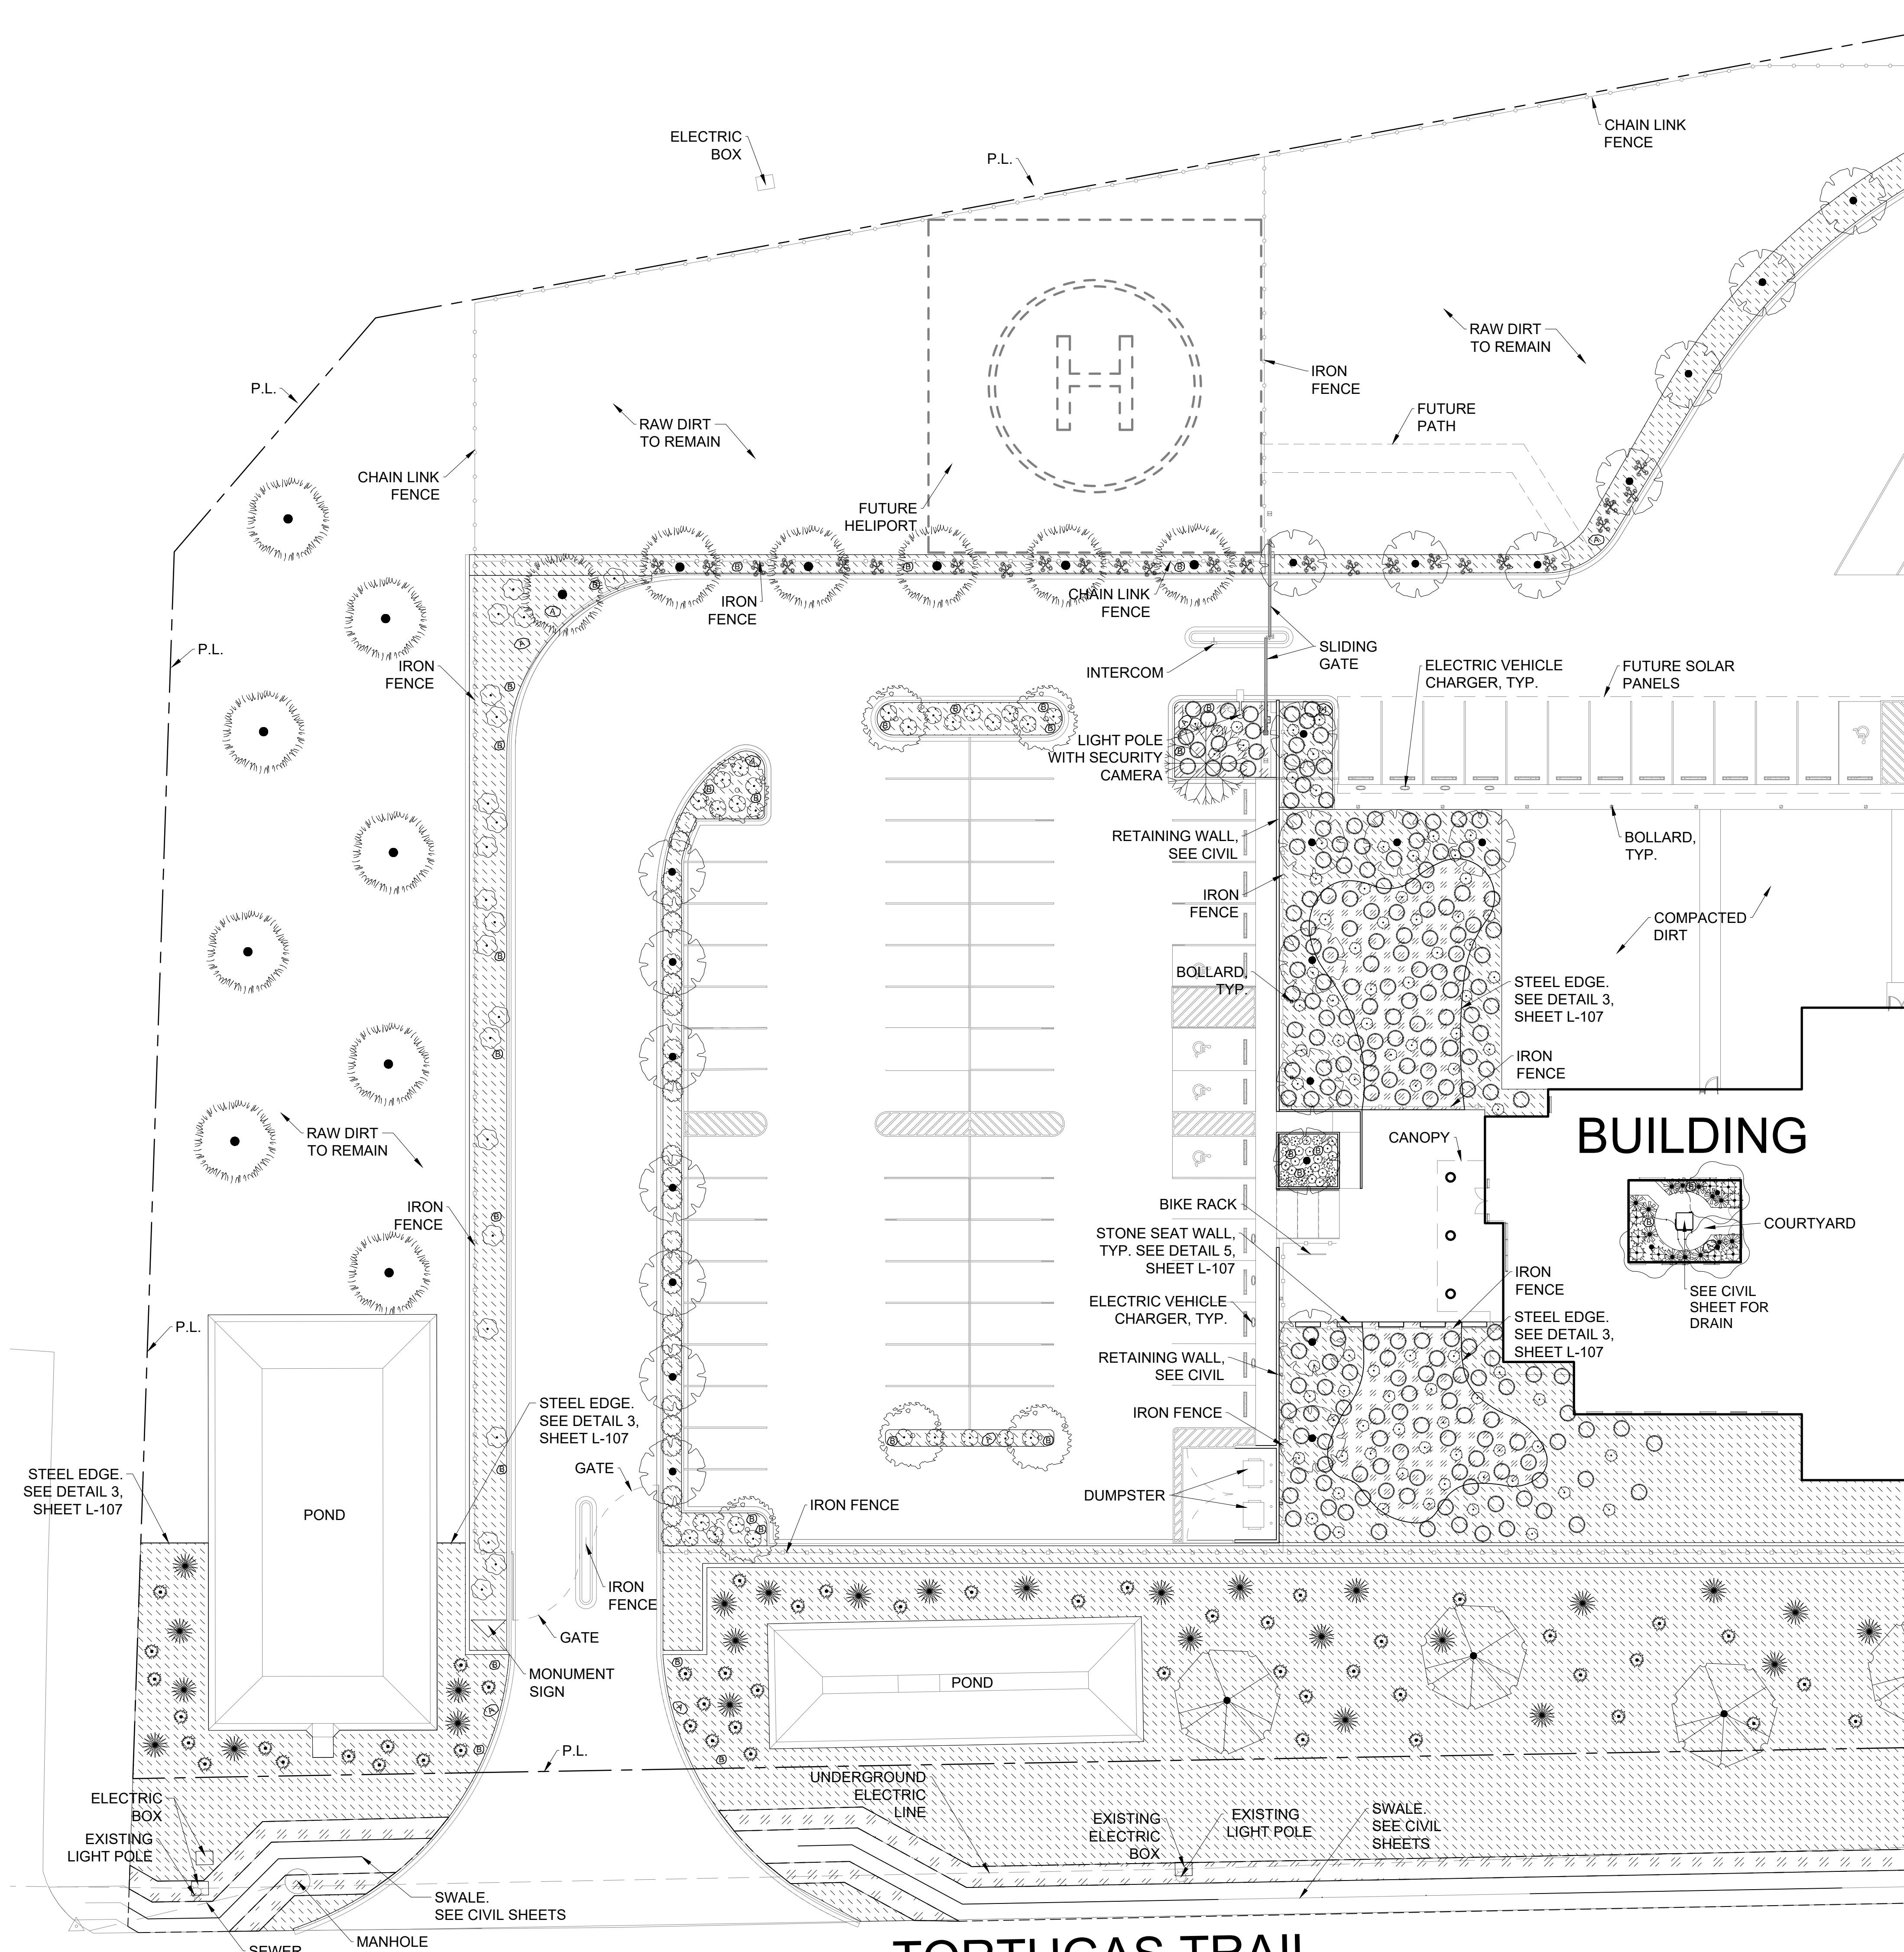 CHAIN LINK
FENCE
ELECTRIC
BOX
P.L.
RAW DIRT
TO REMAIN
IRON
FENCE
P.L.
FUTURE
PATH
RAW DIRT
TO REMAIN
H
CHAIN LINK
FENCE
FUTURE
HELIPORT
IRON
FENCE
CHAIN LINK
FENCE
P.L.
IRON
FENCE
INTERCOM
SLIDING
GATE
ELECTRIC VEHICLE
CHARGER, TYP.
FUTURE SOLAR
PANELS
LIGHT POLE
WITH SECURITY
CAMERA
RETAINING WALL,
SEE CIVIL
BOLLARD,
TYP.
IRON
FENCE
COMPACTED
DIRT
BOLLARD,
TYP.
STEEL EDGE.
SEE DETAIL 3,
SHEET L-107
IRON
FENCE
RAW DIRT
TO REMAIN
CANOPY
BUILDING
IRON
FENCE
BIKE RACK
COURTYARD
STONE SEAT WALL,
TYP. SEE DETAIL 5,
SHEET L-107
IRON
FENCE
SEE CIVIL
SHEET FOR
DRAIN
ELECTRIC VEHICLE
CHARGER, TYP.
STEEL EDGE.
SEE DETAIL 3,
SHEET L-107
P.L.
RETAINING WALL,
SEE CIVIL
STEEL EDGE.
SEE DETAIL 3,
SHEET L-107
IRON FENCE
STEEL EDGE.
SEE DETAIL 3,
SHEET L-107
GATE
DUMPSTER
IRON FENCE
POND
IRON
FENCE
GATE
MONUMENT
SIGN
POND
P.L.
UNDERGROUND
ELECTRIC
LINE
ELECTRIC
BOX
EXISTING
LIGHT POLE
EXISTING
ELECTRIC
BOX
EXISTING
LIGHT POLE
SWALE.
SEE CIVIL
SHEETS
SWALE.
SEE CIVIL SHEETS
MANHOLE
SEWER
TORTUGAS TRAIL